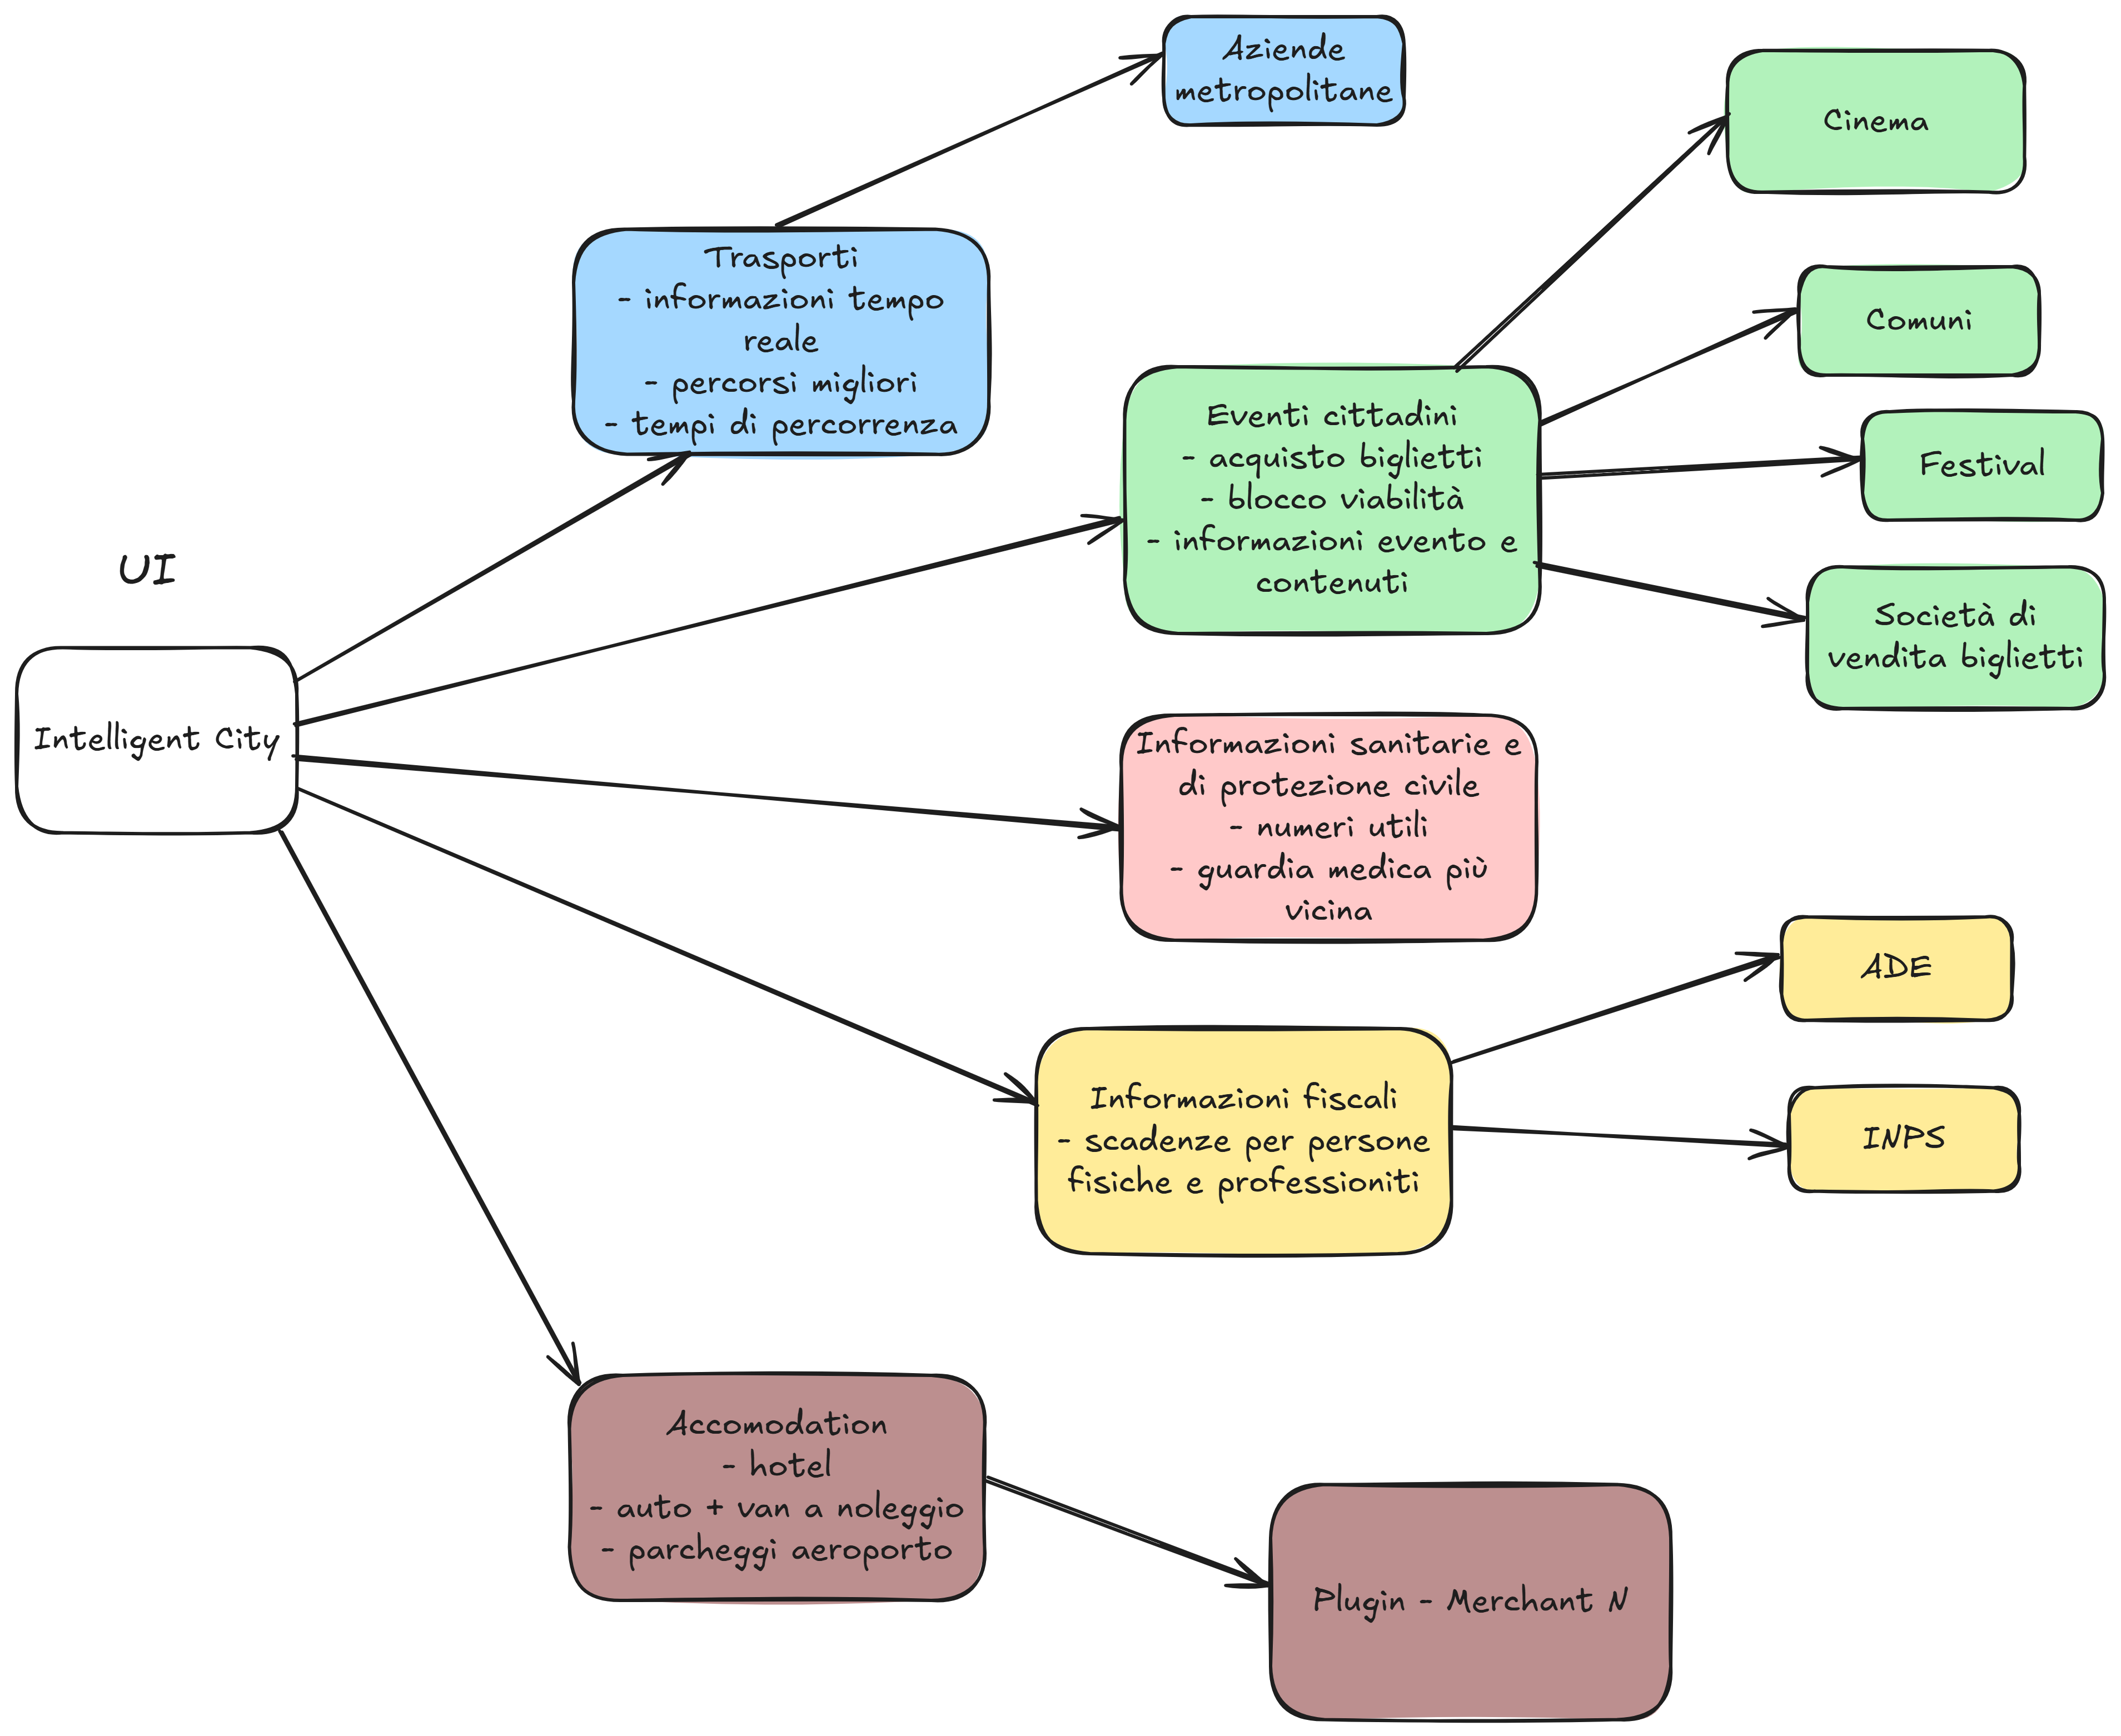 Aziende
metropolitane
Cinema
Trasporti
- informazioni tempo
reale
- percorsi migliori
- tempi di percorrenza
Comuni
Eventi cittadini
- acquisto biglietti
- blocco viabilità
- informazioni evento e
contenuti
Festival
Società di
vendita biglietti
UI
Intelligent City
Informazioni sanitarie e
di protezione civile
- numeri utili
- guardia medica più
vicina
ADE
Informazioni fiscali
- scadenze per persone
fisiche e professioniti
INPS
Accomodation
- hotel
- auto + van a noleggio
- parcheggi aeroporto
Plugin - Merchant N